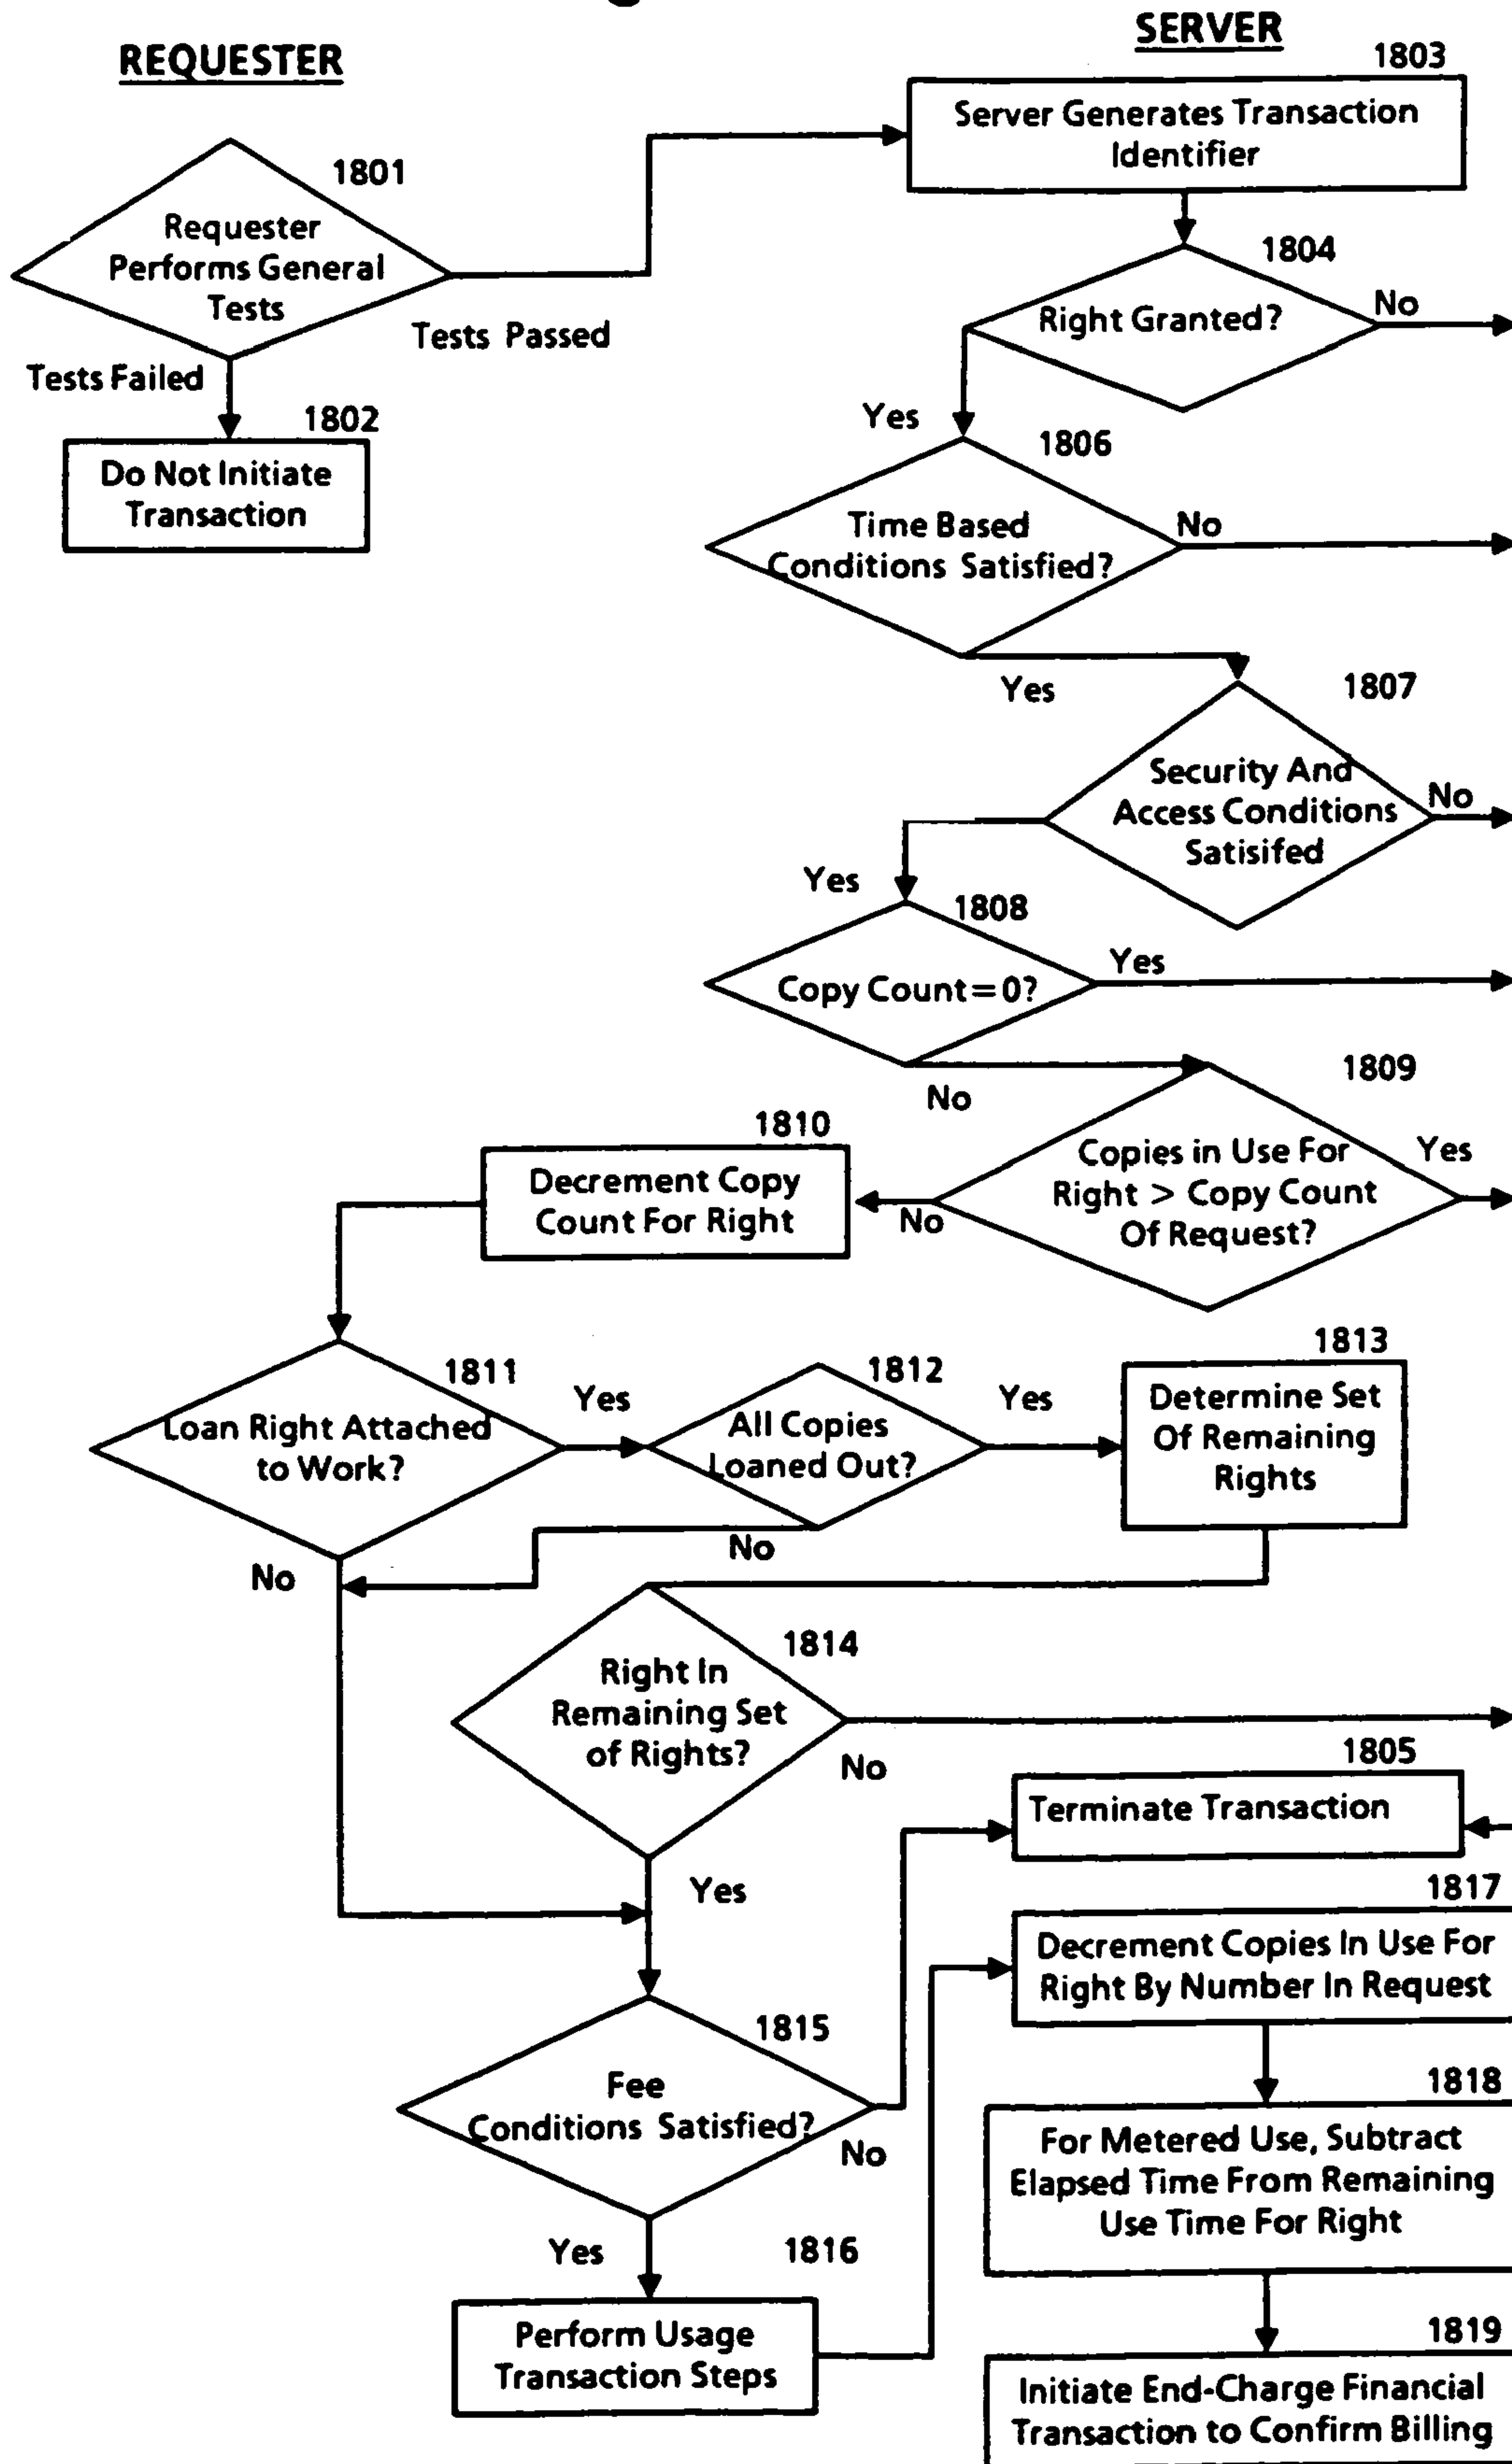 REQUESTER
SERVER
1803
Server Generates Transaction
Identifier
1801
Requester
Performs General
Tests
Tests Passed
Tests Failed
1802
Do Not Initiate
Transaction
1804
Right Granted?
No
Yes
1806
Time Based
Conditions Satisfied?
No
Yes
1807
Security And
Access Conditions
Satisifed
No
Yes
1808
Copy Count=0?
Yes
No
1809
Copies in Use For
Right > Copy Count
Of Request?
Yes
No
1810
Decrement Copy
Count For Right
1811
Loan Right Attached
to Work?
Yes
No
1812
All Copies
Loaned Out?
Yes
No
1813
Determine Set
Of Remaining
Rights
1814
Right In
Remaining Set
of Rights?
No
Yes
1805
Terminate Transaction
1815
Fee
Conditions Satisfied?
No
Yes
1816
Perform Usage
Transaction Steps
1817
Decrement Copies In Use For
Right By Number In Request
1818
For Metered Use, Subtract
Elapsed Time From Remaining
Use Time For Right
1819
Initiate End-Charge Financial
Transaction to Confirm Billing